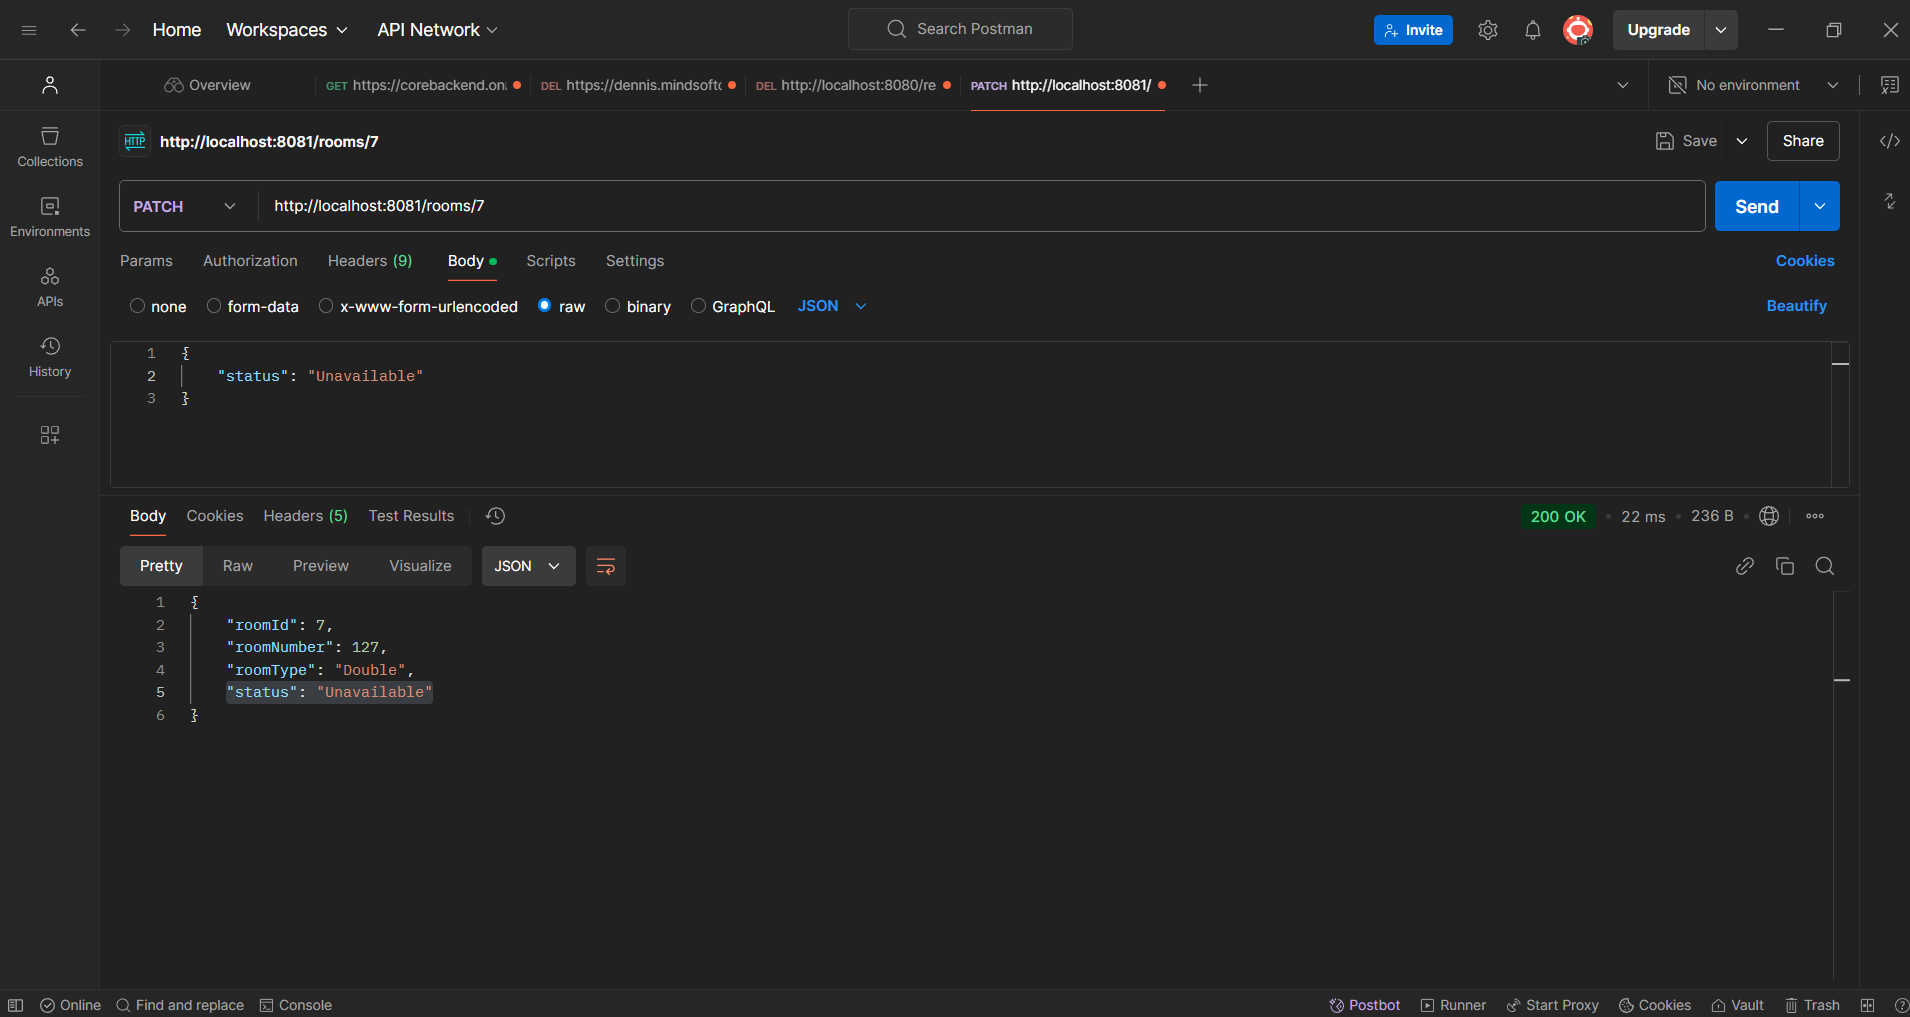 Home Workspaces API Network Search Postman Invite Upgrade
Overview GET https://corebackend.on DEL https://dennis.mindsoft DEL http://localhost:8080/re PATCH http://localhost:8081/ No environment
HTTP http://localhost:8081/rooms/7 Save Share
Collections
PATCH http://localhost:8081/rooms/7 Send
Environments
Params Authorization Headers (9) Body Scripts Settings Cookies
APIs
none form-data x-www-form-urlencoded raw binary GraphQL JSON Beautify
History
1 {
2 "status": "Unavailable"
3 }
Body Cookies Headers (5) Test Results 200 OK 22 ms 236 B
Pretty Raw Preview Visualize JSON
1 {
2 "roomId": 7,
3 "roomNumber": 127,
4 "roomType": "Double",
5 "status": "Unavailable"
6 }
Online Find and replace Console Postbot Runner Start Proxy Cookies Vault Trash